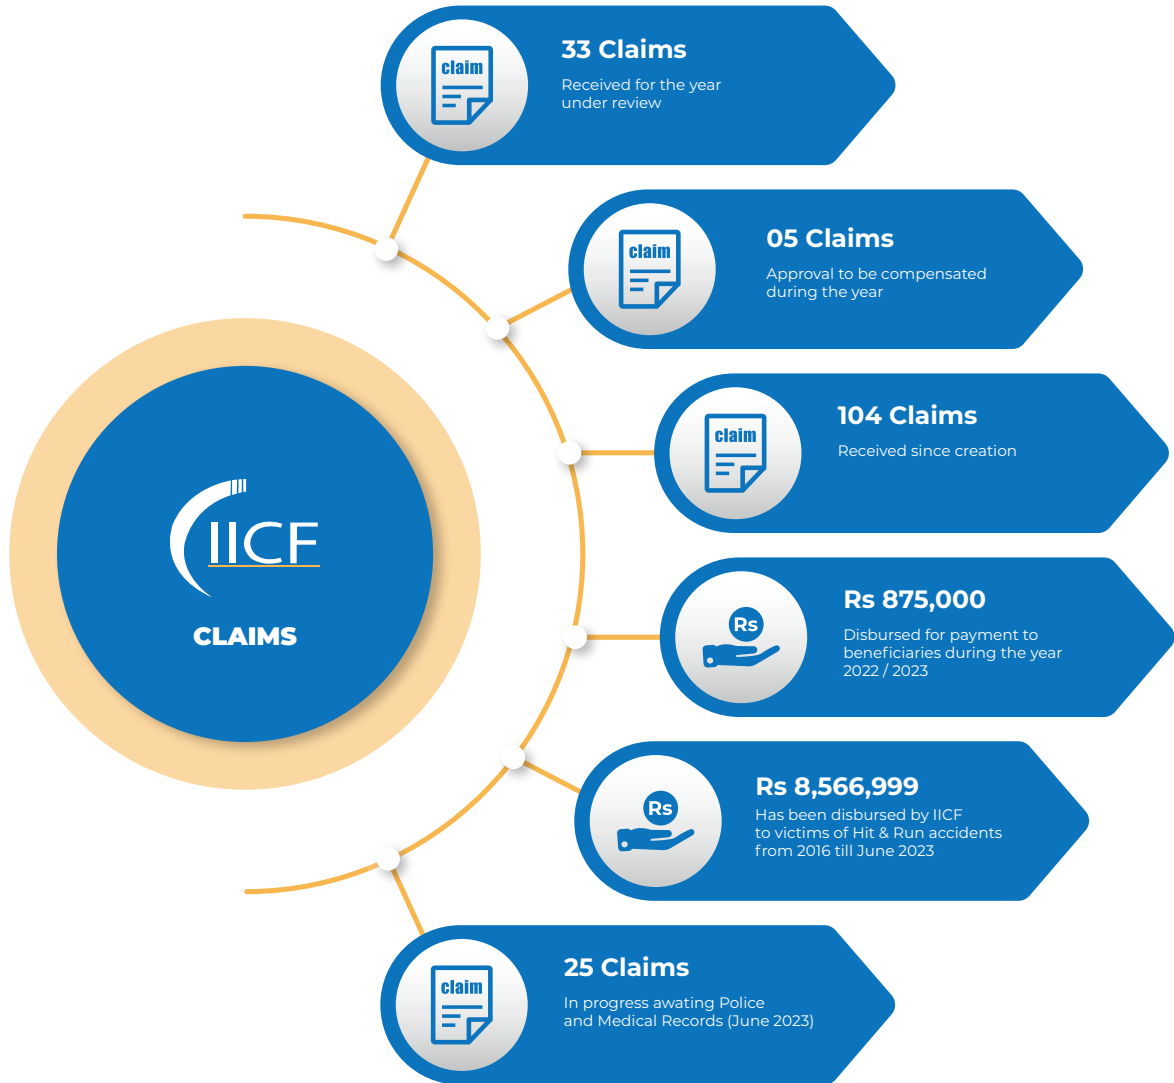 claim
33 Claims
Received for the year
under review
claim
05 Claims
Approval to be compensated
during the year
claim
104 Claims
Received since creation
IICF
CLAIMS
Rs
Rs 875,000
Disbursed for payment to
beneficiaries during the year
2022 / 2023
Rs
Rs 8,566,999
Has been disbursed by IICF
to victims of Hit & Run accidents
from 2016 till June 2023
claim
25 Claims
In progress awating Police
and Medical Records (June 2023)